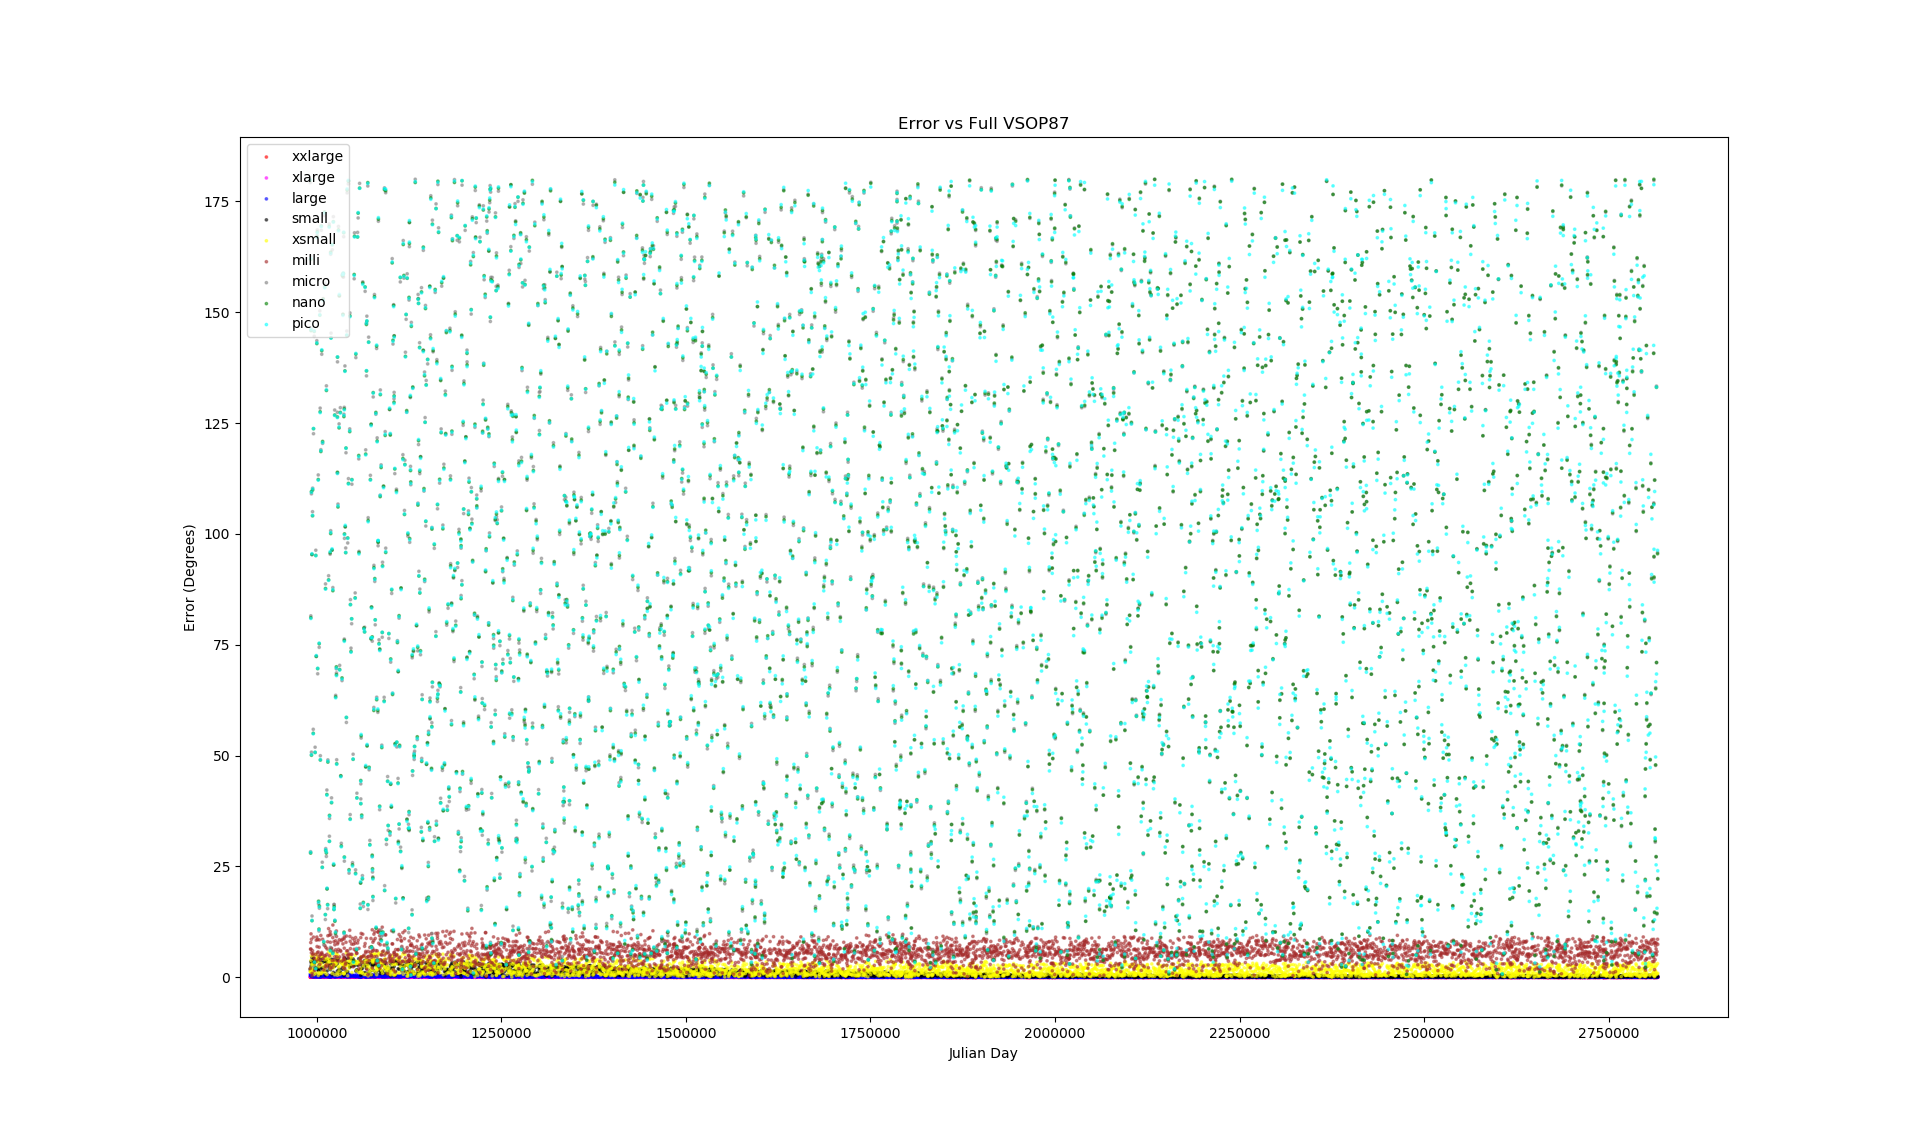 Error vs Full VSOP87
xxlarge
xlarge
large
small
xsmall
milli
micro
nano
pico
175
150
125
100
75
50
25
0
Error (Degrees)
1000000 1250000 1500000 1750000 2000000 2250000 2500000 2750000
Julian Day